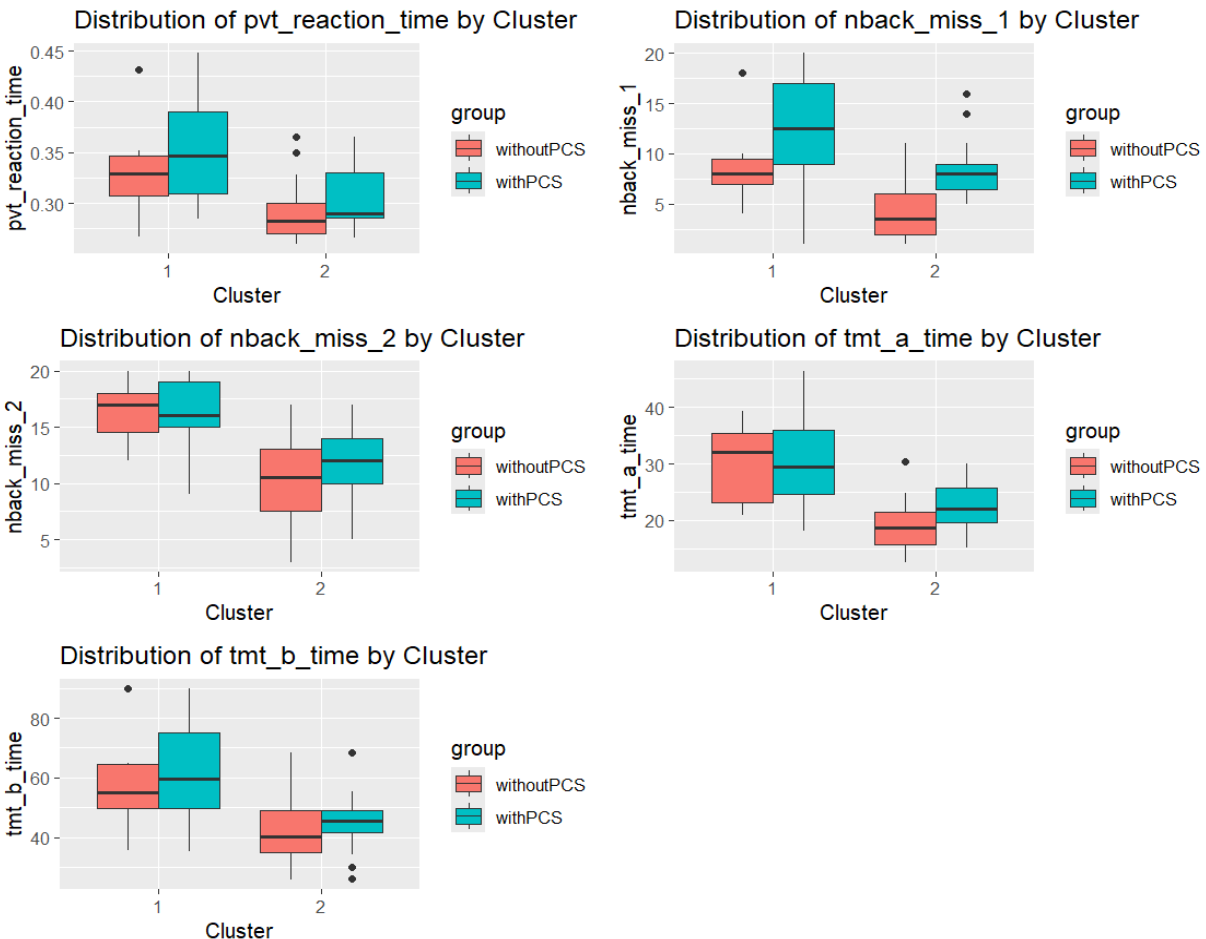 Distribution of pvt_reaction_time by Cluster
pvt_reaction_time
0.45
0.40
0.35
0.30
1
2
Cluster
group
withoutPCS
withPCS
Distribution of nback_miss_1 by Cluster
nback_miss_1
20
15
10
5
1
2
Cluster
group
withoutPCS
withPCS
Distribution of nback_miss_2 by Cluster
nback_miss_2
20
15
10
5
1
2
Cluster
group
withoutPCS
withPCS
Distribution of tmt_a_time by Cluster
tmt_a_time
40
30
20
1
2
Cluster
group
withoutPCS
withPCS
Distribution of tmt_b_time by Cluster
tmt_b_time
80
60
40
1
2
Cluster
group
withoutPCS
withPCS